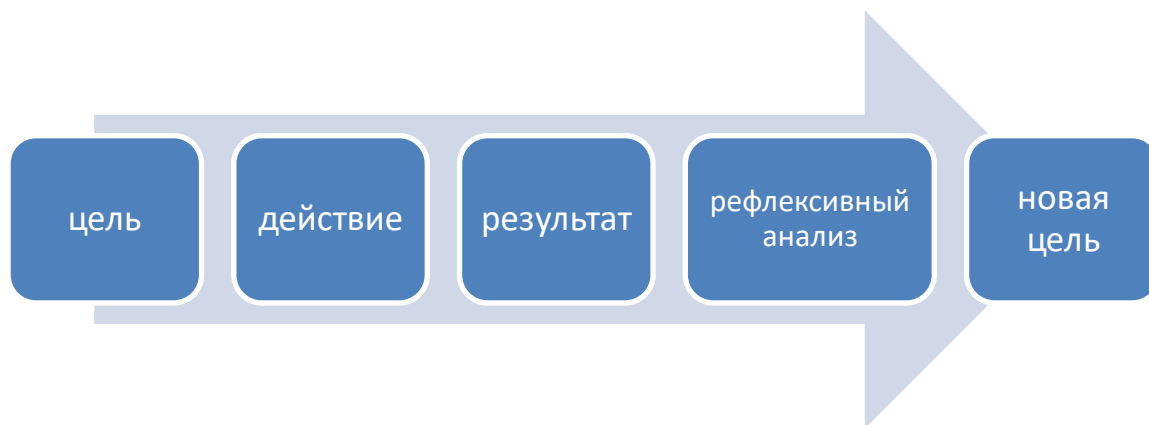 цель
действие
результат
рефлексивный
анализ
новая
цель